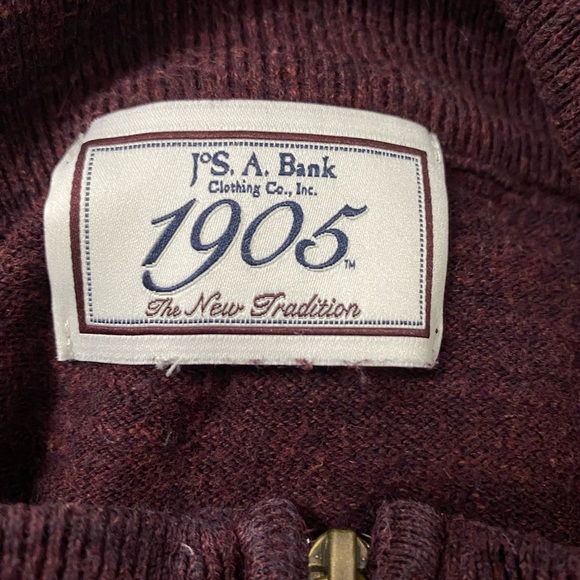 JoS. A. Bank
Clothing Co., Inc.
1905™
The New Tradition